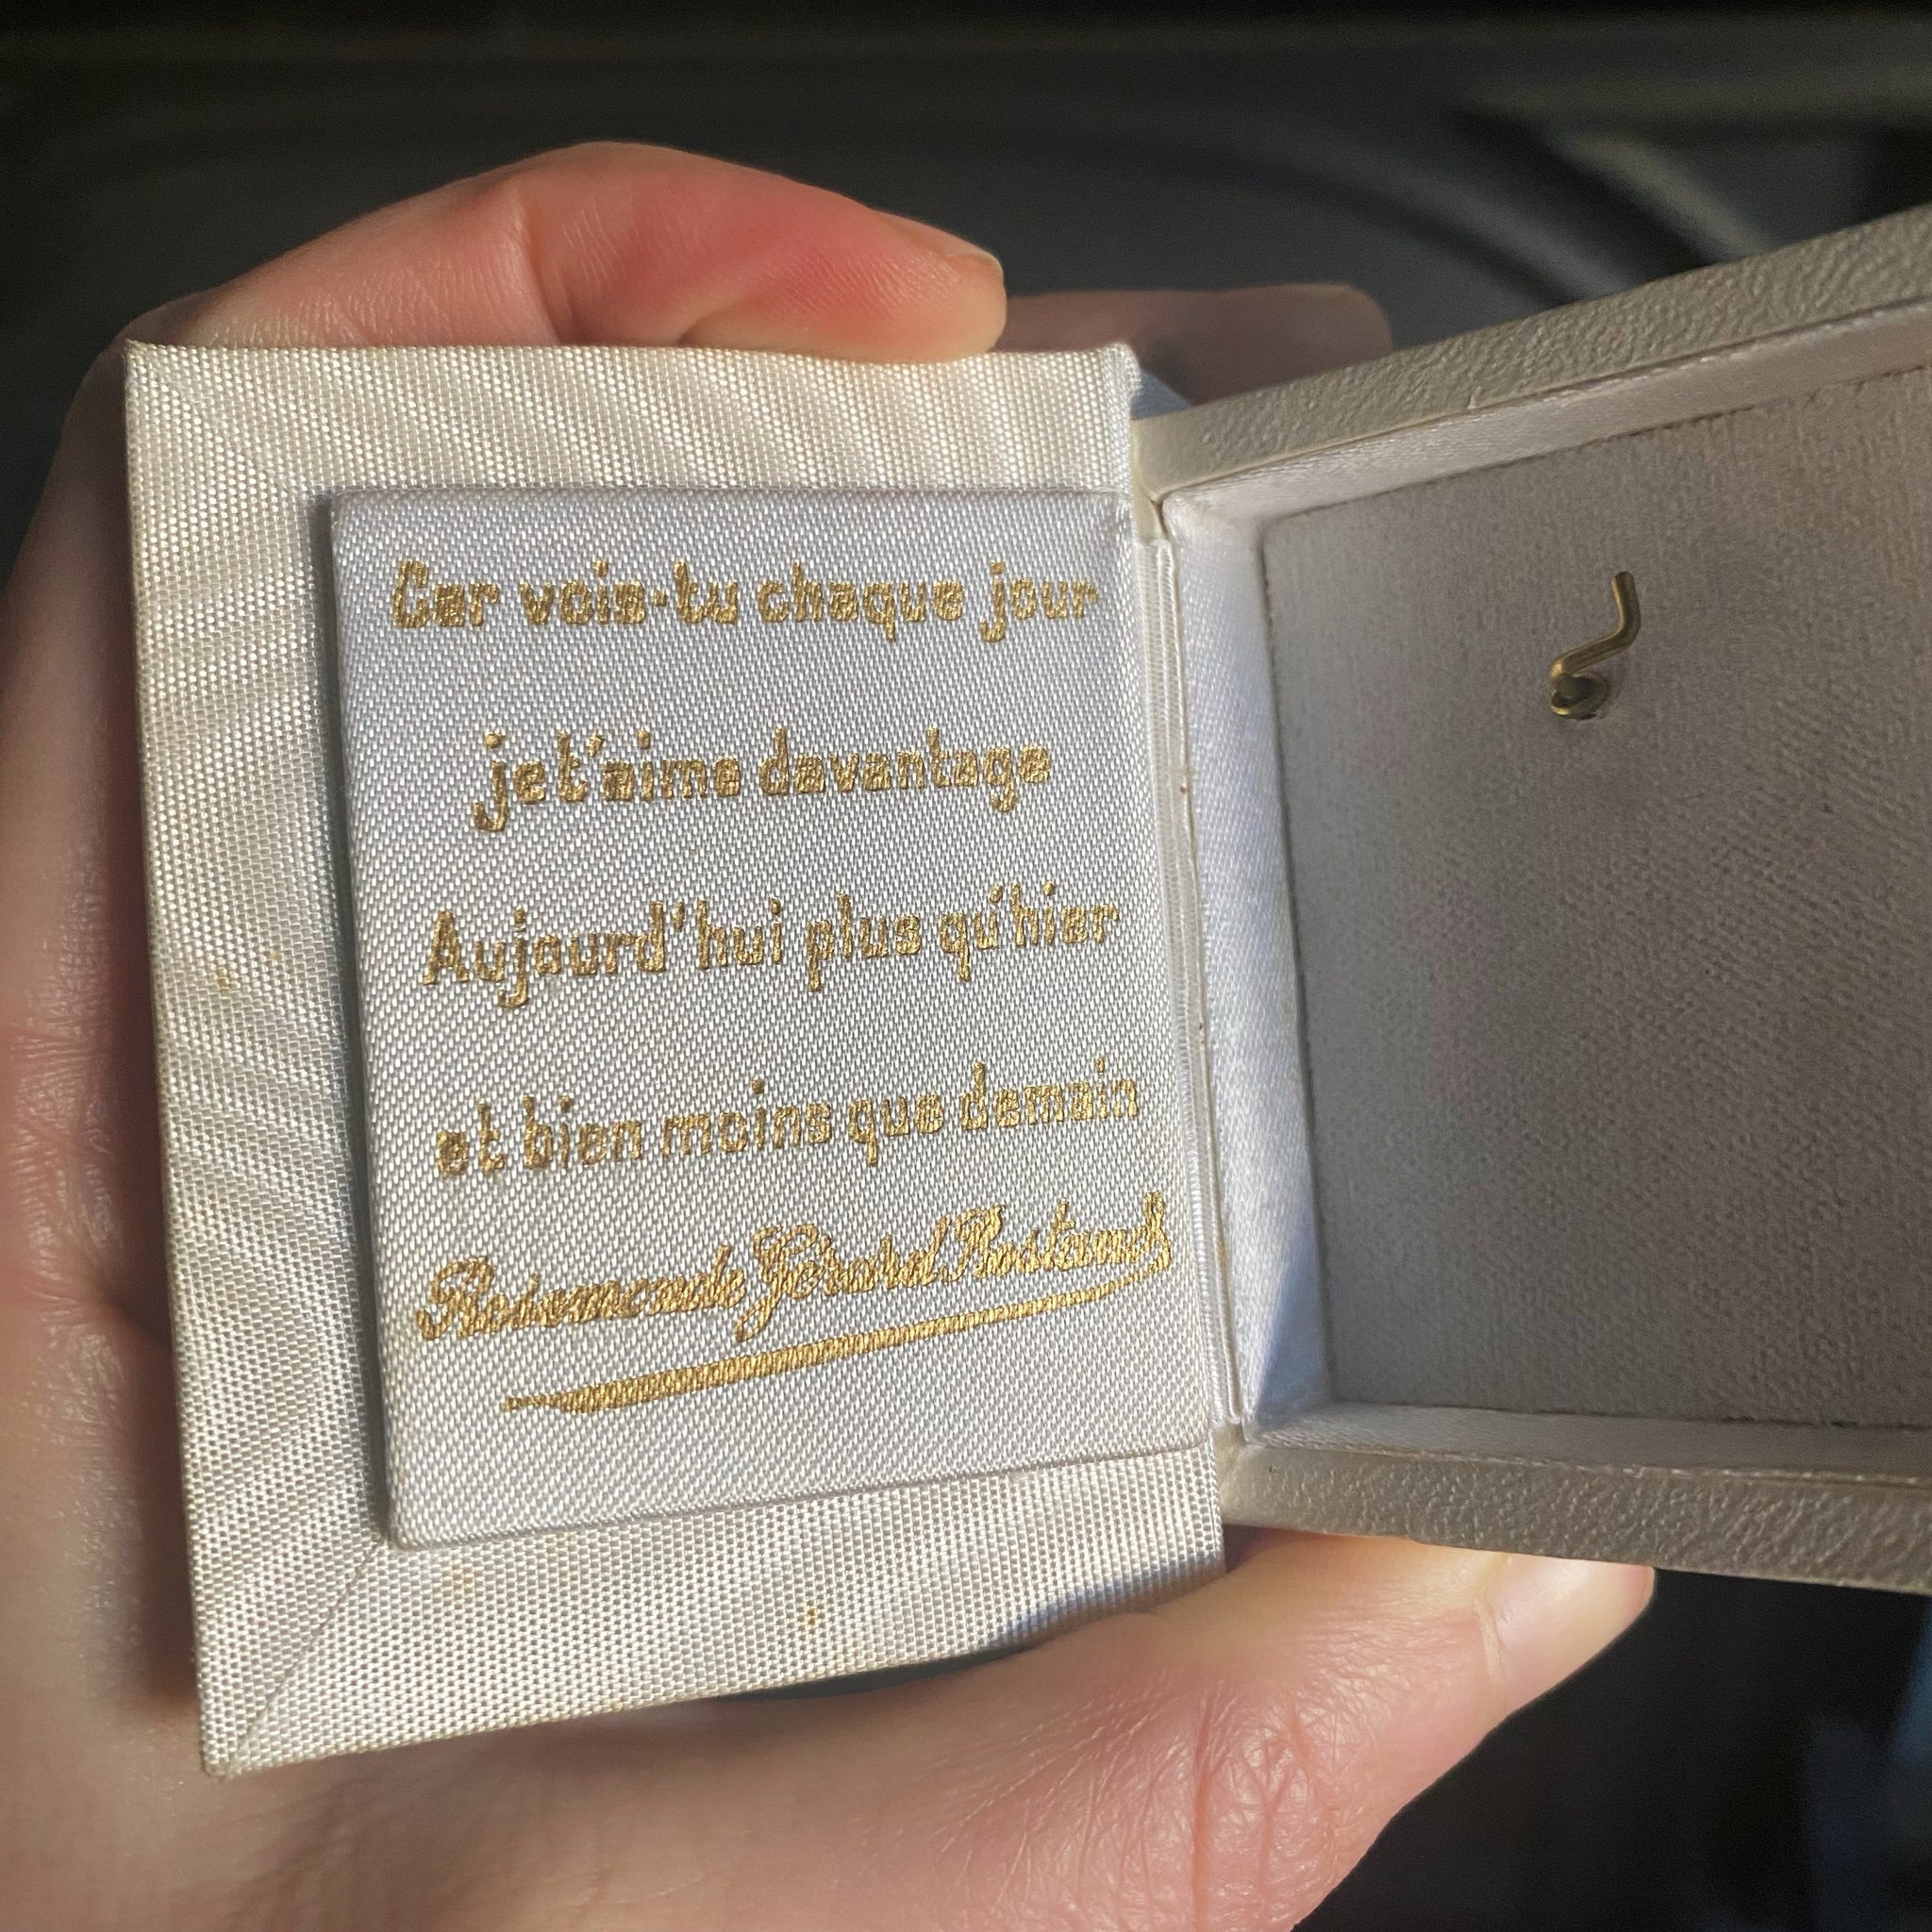 Car vois-tu chaque jour
je t'aime davantage
Aujourd'hui plus qu'hier
et bien moins que demain
Rosemonde Gérard Rostand